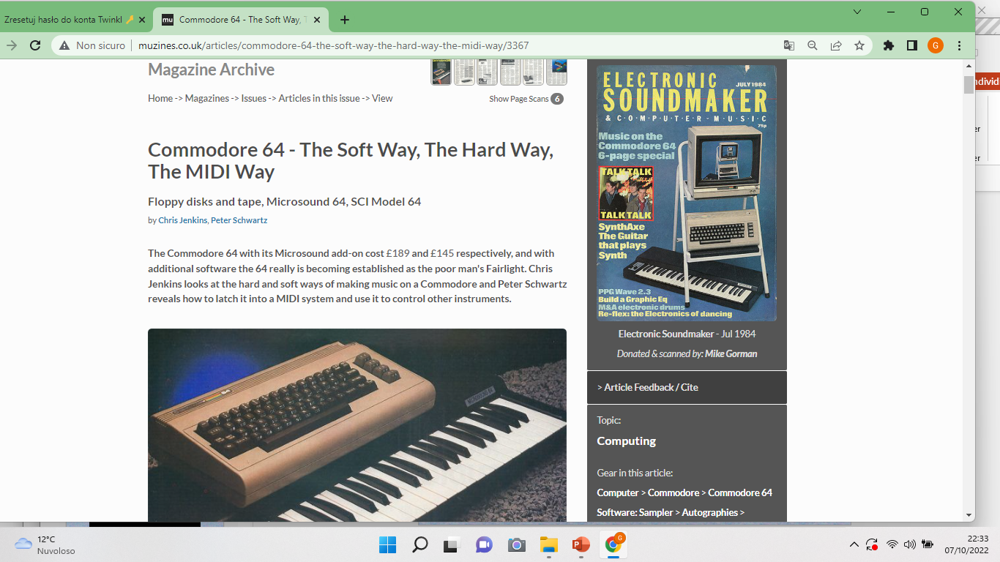 Zresetuj hasło do konta Twinkl
mu Commodore 64 - The Soft Way, T
Non sicuro
muzines.co.uk/articles/commodore-64-the-soft-way-the-hard-way-the-midi-way/3367
G
Magazine Archive
Home -> Magazines -> Issues -> Articles in this issue -> View
Show Page Scans 6
Commodore 64 - The Soft Way, The Hard Way,
The MIDI Way
Floppy disks and tape, Microsound 64, SCI Model 64
by Chris Jenkins, Peter Schwartz
The Commodore 64 with its Microsound add-on cost £189 and £145 respectively, and with
additional software the 64 really is becoming established as the poor man's Fairlight. Chris
Jenkins looks at the hard and soft ways of making music on a Commodore and Peter Schwartz
reveals how to latch it into a MIDI system and use it to control other instruments.
MICROSOUND 64
ELECTRONIC
JULY 1984
SOUNDMAKER
& COMPUTER-MUSIC
75p
Music on the
Commodore 64
6-page special
TALK TALK
TALK TALK
SynthAxe
The Guitar
that plays
Synth
PPG Wave 2.3
Build a Graphic Eq
M&A electronic drums
Re-flex: the Electronics of dancing
Electronic Soundmaker - Jul 1984
Donated & scanned by: Mike Gorman
> Article Feedback / Cite
Topic:
Computing
Gear in this article:
Computer > Commodore > Commodore 64
Software: Sampler > Autographies >
ndivid
er
er
12°C
Nuvoloso
G
22:33
07/10/2022